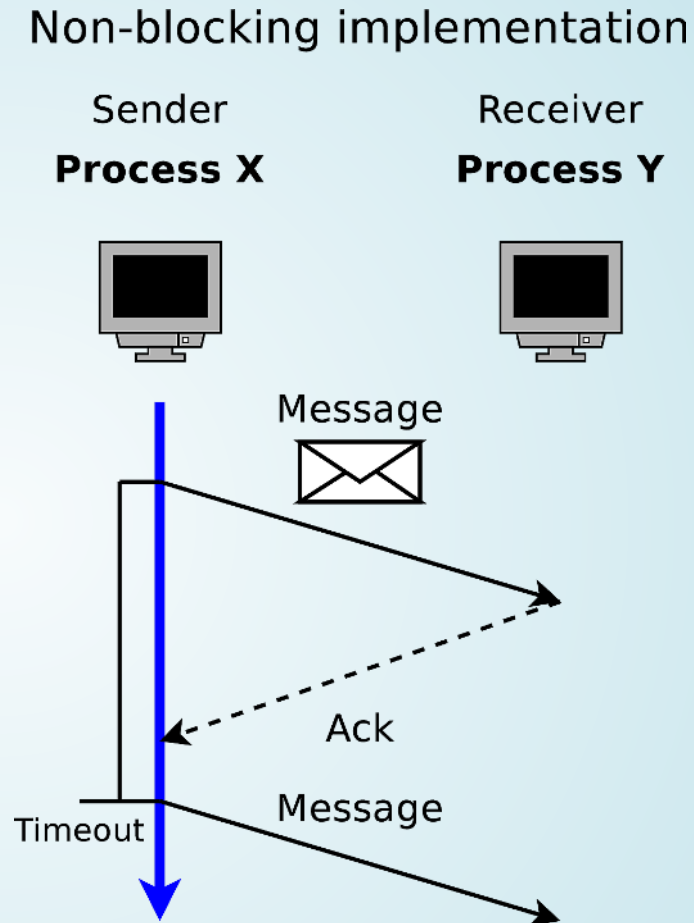 Non-blocking implementation
Sender
Receiver
Process X
Process Y
Message
Ack
Message
Timeout